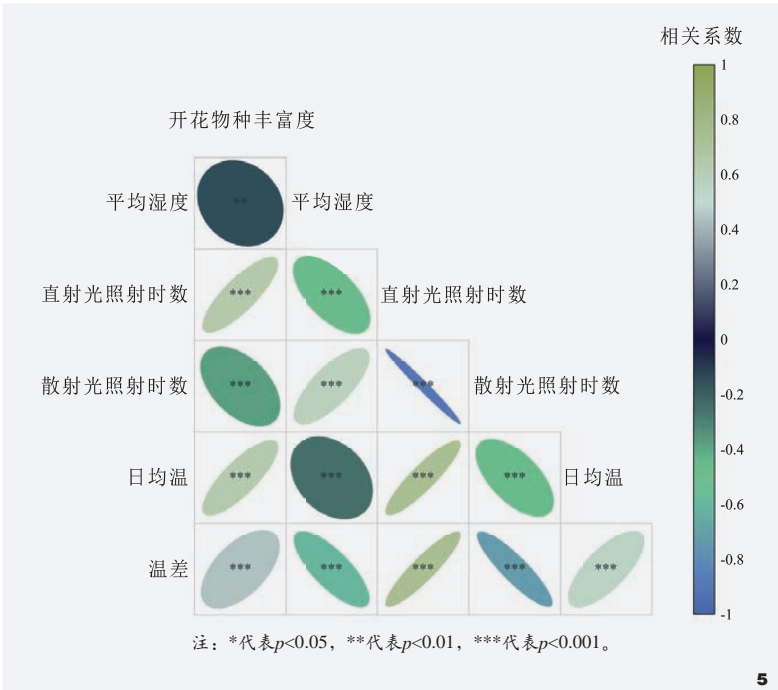 相关系数
1
开花物种丰富度
0.8
0.6
平均湿度 ** 平均湿度
0.4
直射光照射时数 *** *** 直射光照射时数
0.2
0
散射光照射时数 *** *** *** 散射光照射时数
-0.2
-0.4
日均温 *** *** *** *** 日均温
-0.6
-0.8
温差 *** *** *** *** ***
-1
注：*代表p<0.05，**代表p<0.01，***代表p<0.001。
5